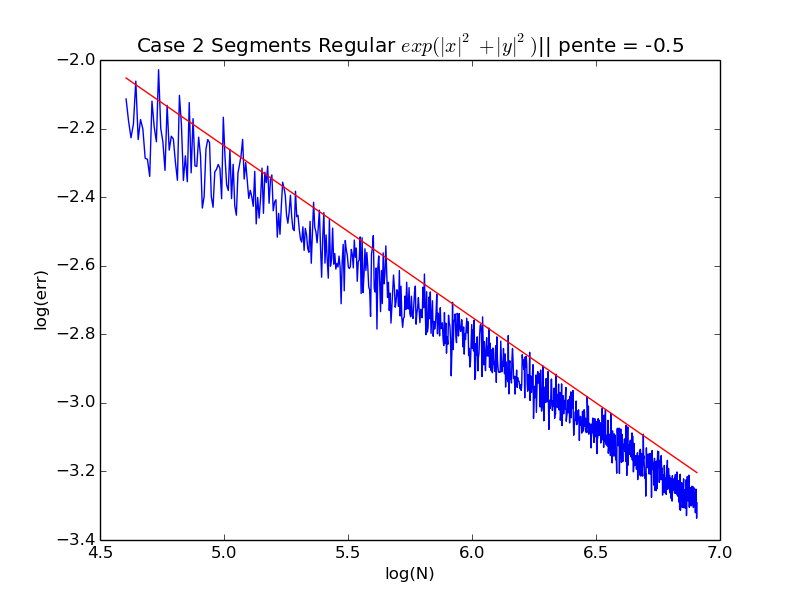 Case 2 Segments Regular $exp(|x|^2+|y|^2)$|| pente = -0.5
−2.0
−2.2
−2.4
−2.6
−2.8
−3.0
−3.2
−3.4
log(err)
4.5 5.0 5.5 6.0 6.5 7.0
log(N)